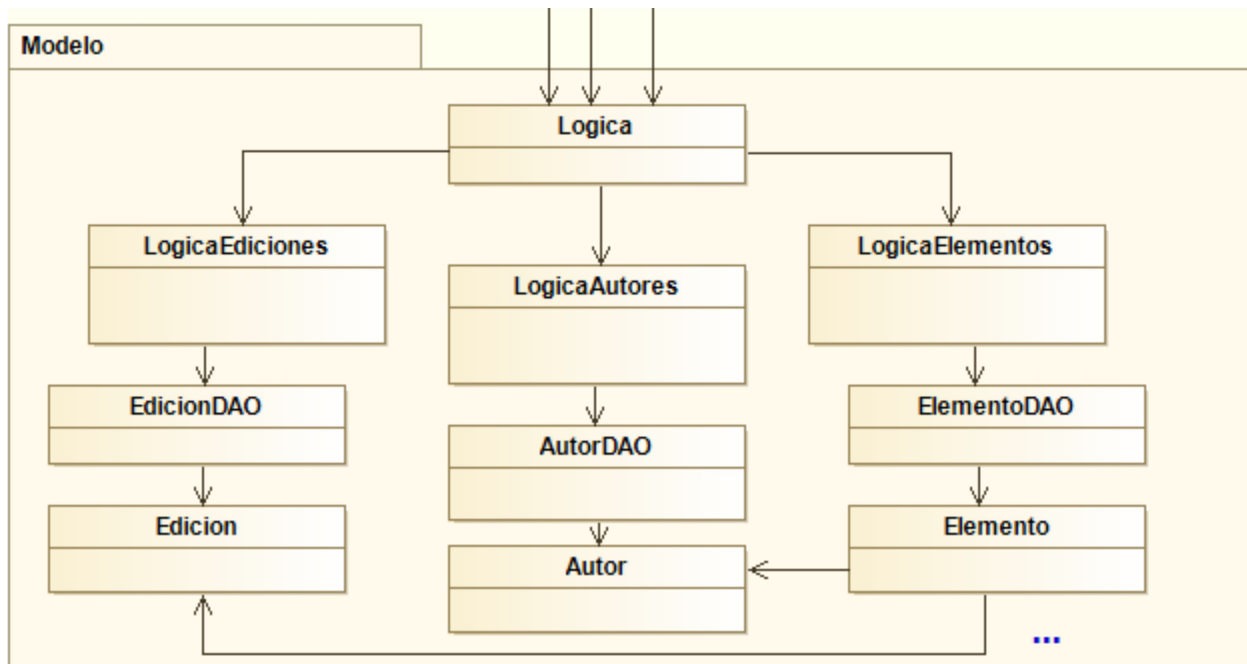 Modelo
Logica
LogicaEdiciones
LogicaElementos
LogicaAutores
EdicionDAO
ElementoDAO
AutorDAO
Edicion
Elemento
Autor
...